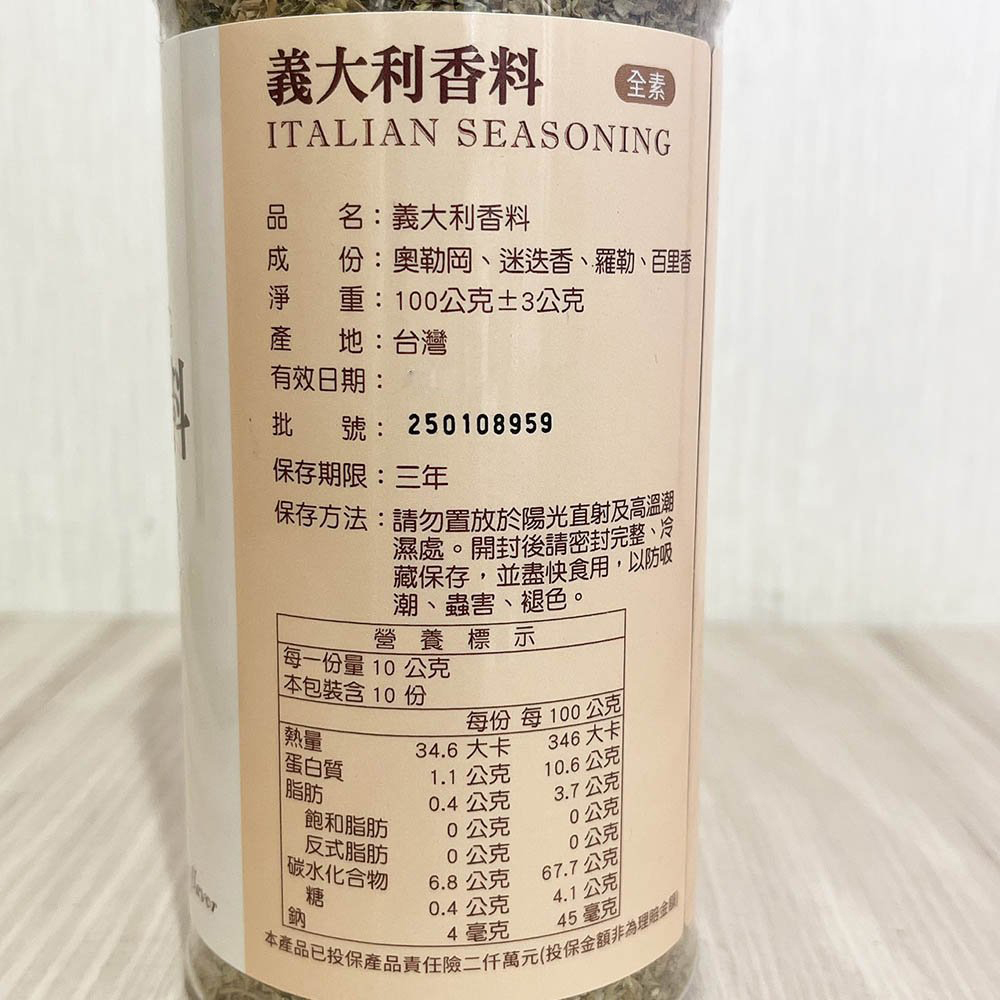 義大利香料 全素
ITALIAN SEASONING
品名：義大利香料
成份：奧勒岡、迷迭香、羅勒、百里香
淨重：100公克±3公克
產地：台灣
有效日期：
批號：250108959
保存期限：三年
保存方法：請勿置放於陽光直射及高溫潮
濕處。開封後請密封完整、冷
藏保存，並盡快食用，以防吸
潮、蟲害、褪色。
營養標示
每一份量 10 公克
本包裝含 10 份
每份 每 100 公克
熱量 34.6 大卡 346 大卡
蛋白質 1.1 公克 10.6 公克
脂肪 0.4 公克 3.7 公克
飽和脂肪 0 公克 0 公克
反式脂肪 0 公克 0 公克
碳水化合物 6.8 公克 67.7 公克
糖 0.4 公克 4.1 公克
鈉 4 毫克 45 毫克
本產品已投保產品責任險二仟萬元(投保金額非為理賠金額)
料